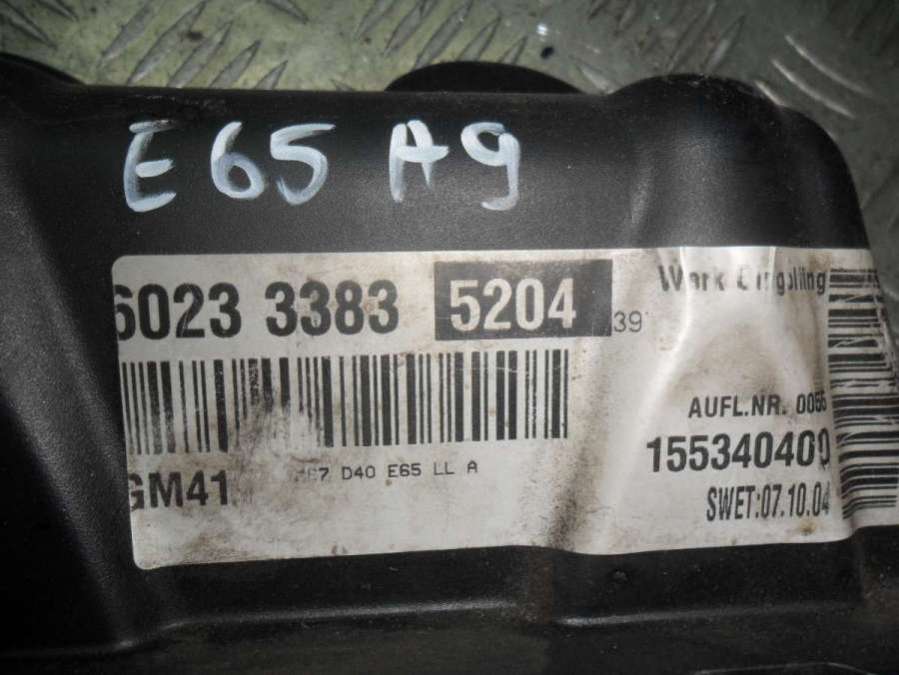 E65 A9
6023 3383 5204 39
Werk Dingolfing
AUFL.NR. 0055
155340400
GM41 D40 E65 LL A
SWET:07.10.04